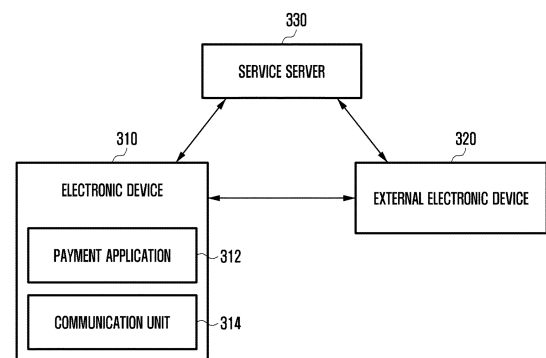 330
SERVICE SERVER
310
320
ELECTRONIC DEVICE
EXTERNAL ELECTRONIC DEVICE
PAYMENT APPLICATION
312
COMMUNICATION UNIT
314